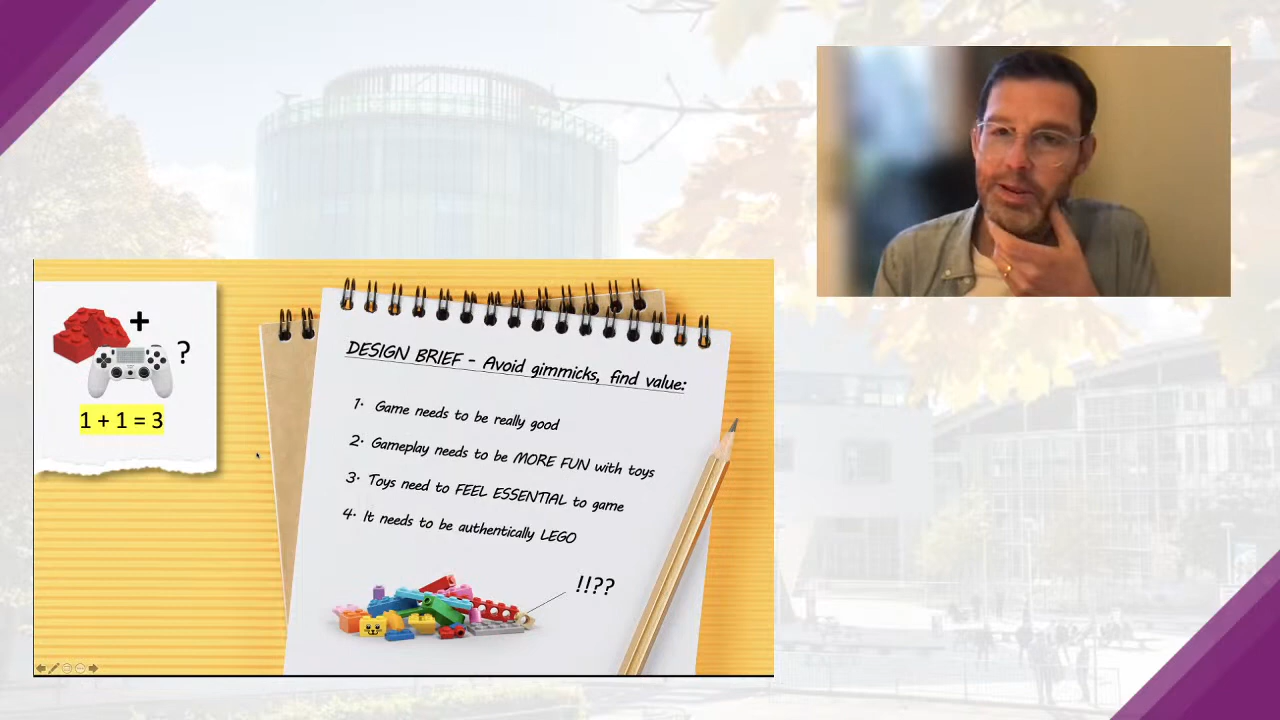 +
?
1 + 1 = 3
DESIGN BRIEF - Avoid gimmicks, find value:
1. Game needs to be really good
2. Gameplay needs to be MORE FUN with toys
3. Toys need to FEEL ESSENTIAL to game
4. It needs to be authentically LEGO
!!??